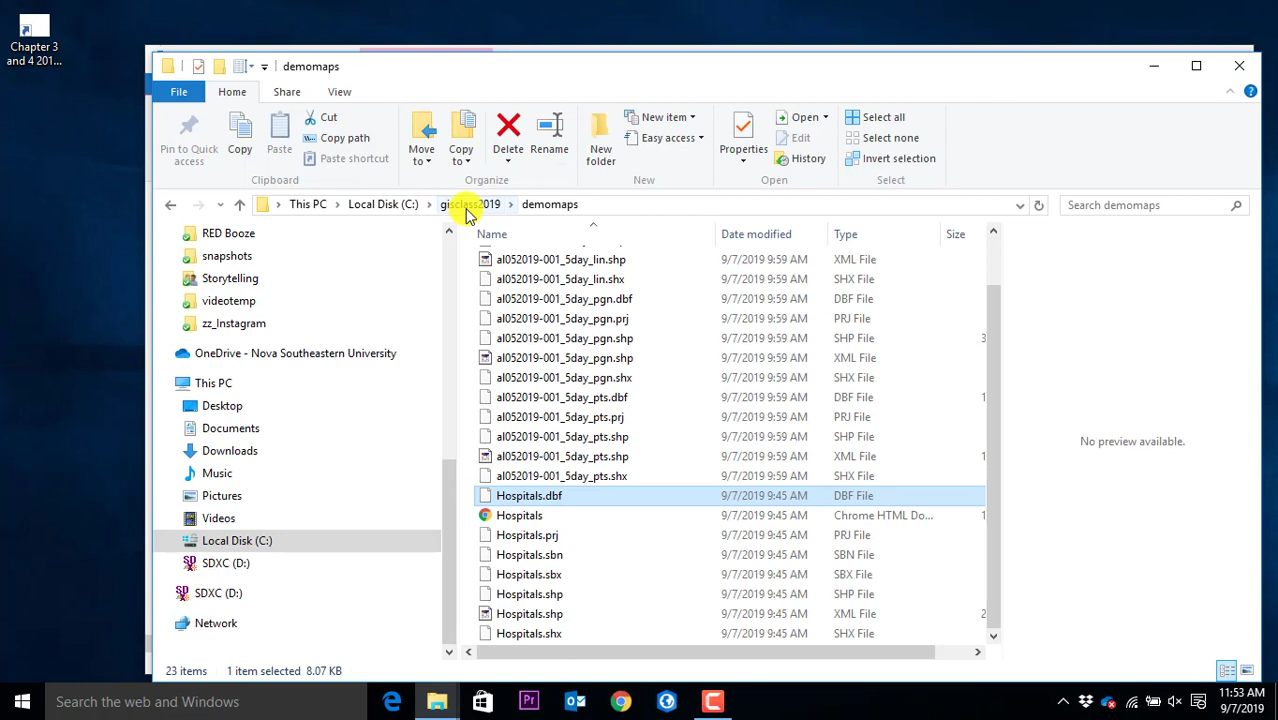 Chapter 3
and 4 201...
demomaps
File
Home
Share
View
Pin to Quick
access
Copy
Paste
Cut
Copy path
Paste shortcut
Clipboard
Move
to
Copy
to
Delete
Rename
Organize
New
folder
New item
Easy access
New
Properties
Open
Edit
History
Open
Select all
Select none
Invert selection
Select
This PC
Local Disk (C:)
gisclass2019
demomaps
Search demomaps
RED Booze
snapshots
Storytelling
videotemp
zz_Instagram
OneDrive - Nova Southeastern University
This PC
Desktop
Documents
Downloads
Music
Pictures
Videos
Local Disk (C:)
SDXC (D:)
SDXC (D:)
Network
Name Date modified Type Size
al052019-001_5day_lin.shp 9/7/2019 9:59 AM XML File
al052019-001_5day_lin.shx 9/7/2019 9:59 AM SHX File
al052019-001_5day_pgn.dbf 9/7/2019 9:59 AM DBF File
al052019-001_5day_pgn.prj 9/7/2019 9:59 AM PRJ File
al052019-001_5day_pgn.shp 9/7/2019 9:59 AM SHP File 3
al052019-001_5day_pgn.shp 9/7/2019 9:59 AM XML File
al052019-001_5day_pgn.shx 9/7/2019 9:59 AM SHX File
al052019-001_5day_pts.dbf 9/7/2019 9:59 AM DBF File 1
al052019-001_5day_pts.prj 9/7/2019 9:59 AM PRJ File
al052019-001_5day_pts.shp 9/7/2019 9:59 AM SHP File
al052019-001_5day_pts.shp 9/7/2019 9:59 AM XML File 1
al052019-001_5day_pts.shx 9/7/2019 9:59 AM SHX File
Hospitals.dbf 9/7/2019 9:45 AM DBF File
Hospitals 9/7/2019 9:45 AM Chrome HTML Do... 1
Hospitals.prj 9/7/2019 9:45 AM PRJ File
Hospitals.sbn 9/7/2019 9:45 AM SBN File
Hospitals.sbx 9/7/2019 9:45 AM SBX File
Hospitals.shp 9/7/2019 9:45 AM SHP File
Hospitals.shp 9/7/2019 9:45 AM XML File 2
Hospitals.shx 9/7/2019 9:45 AM SHX File
No preview available.
23 items 1 item selected 8.07 KB
Search the web and Windows
11:53 AM
9/7/2019